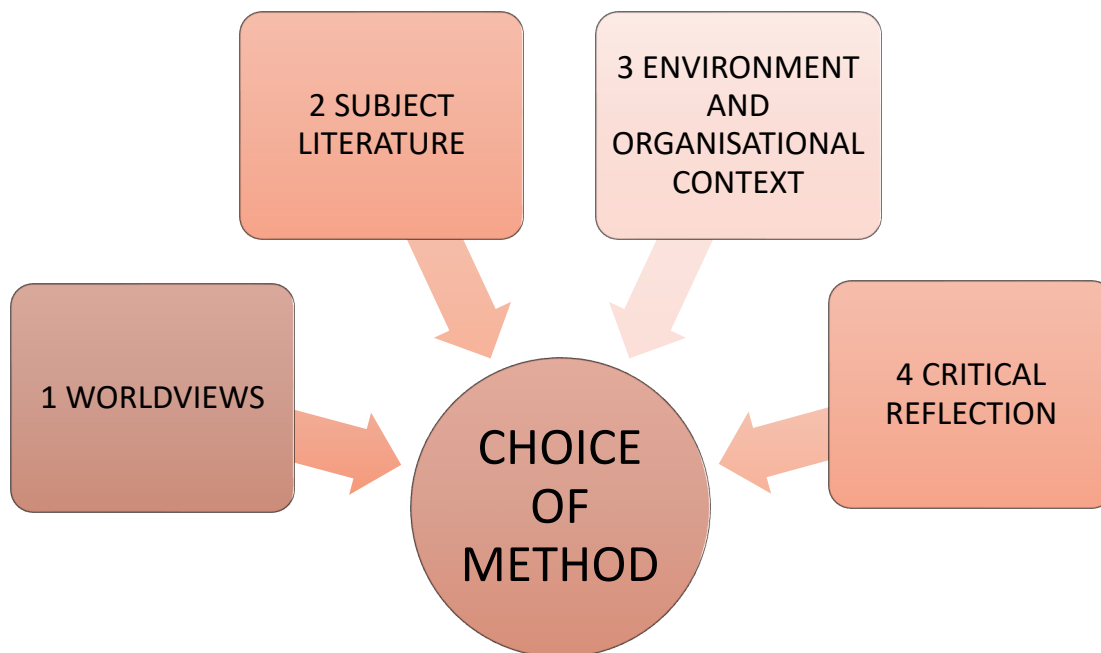 2 SUBJECT
LITERATURE
3 ENVIRONMENT
AND
ORGANISATIONAL
CONTEXT
1 WORLDVIEWS
4 CRITICAL
REFLECTION
CHOICE
OF
METHOD